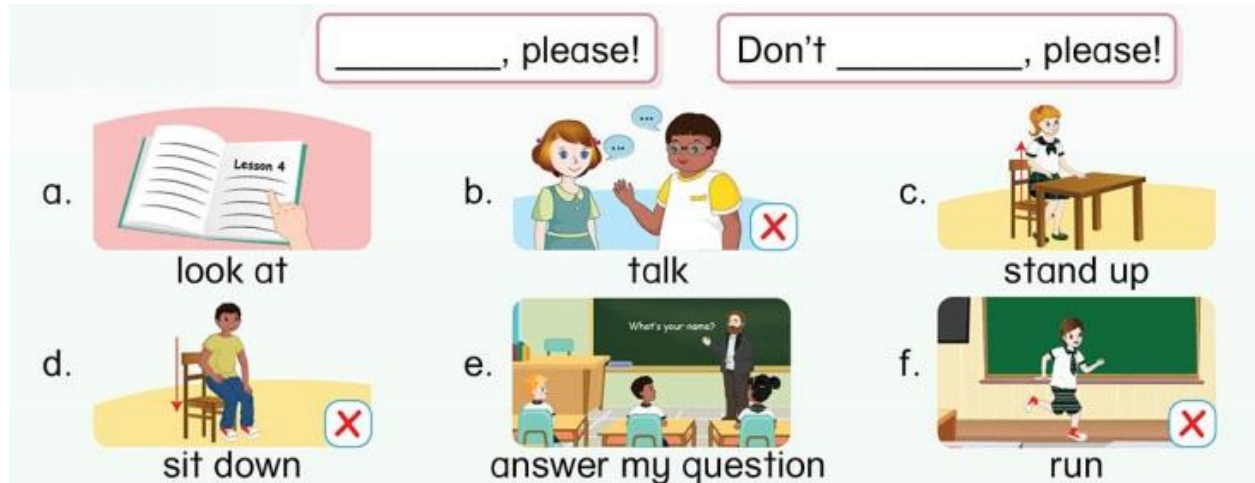 ________, please!
Don't ________, please!
a.
Lesson 4
look at
b.
...
...
talk
c.
stand up
d.
sit down
e.
What's your name?
answer my question
f.
run